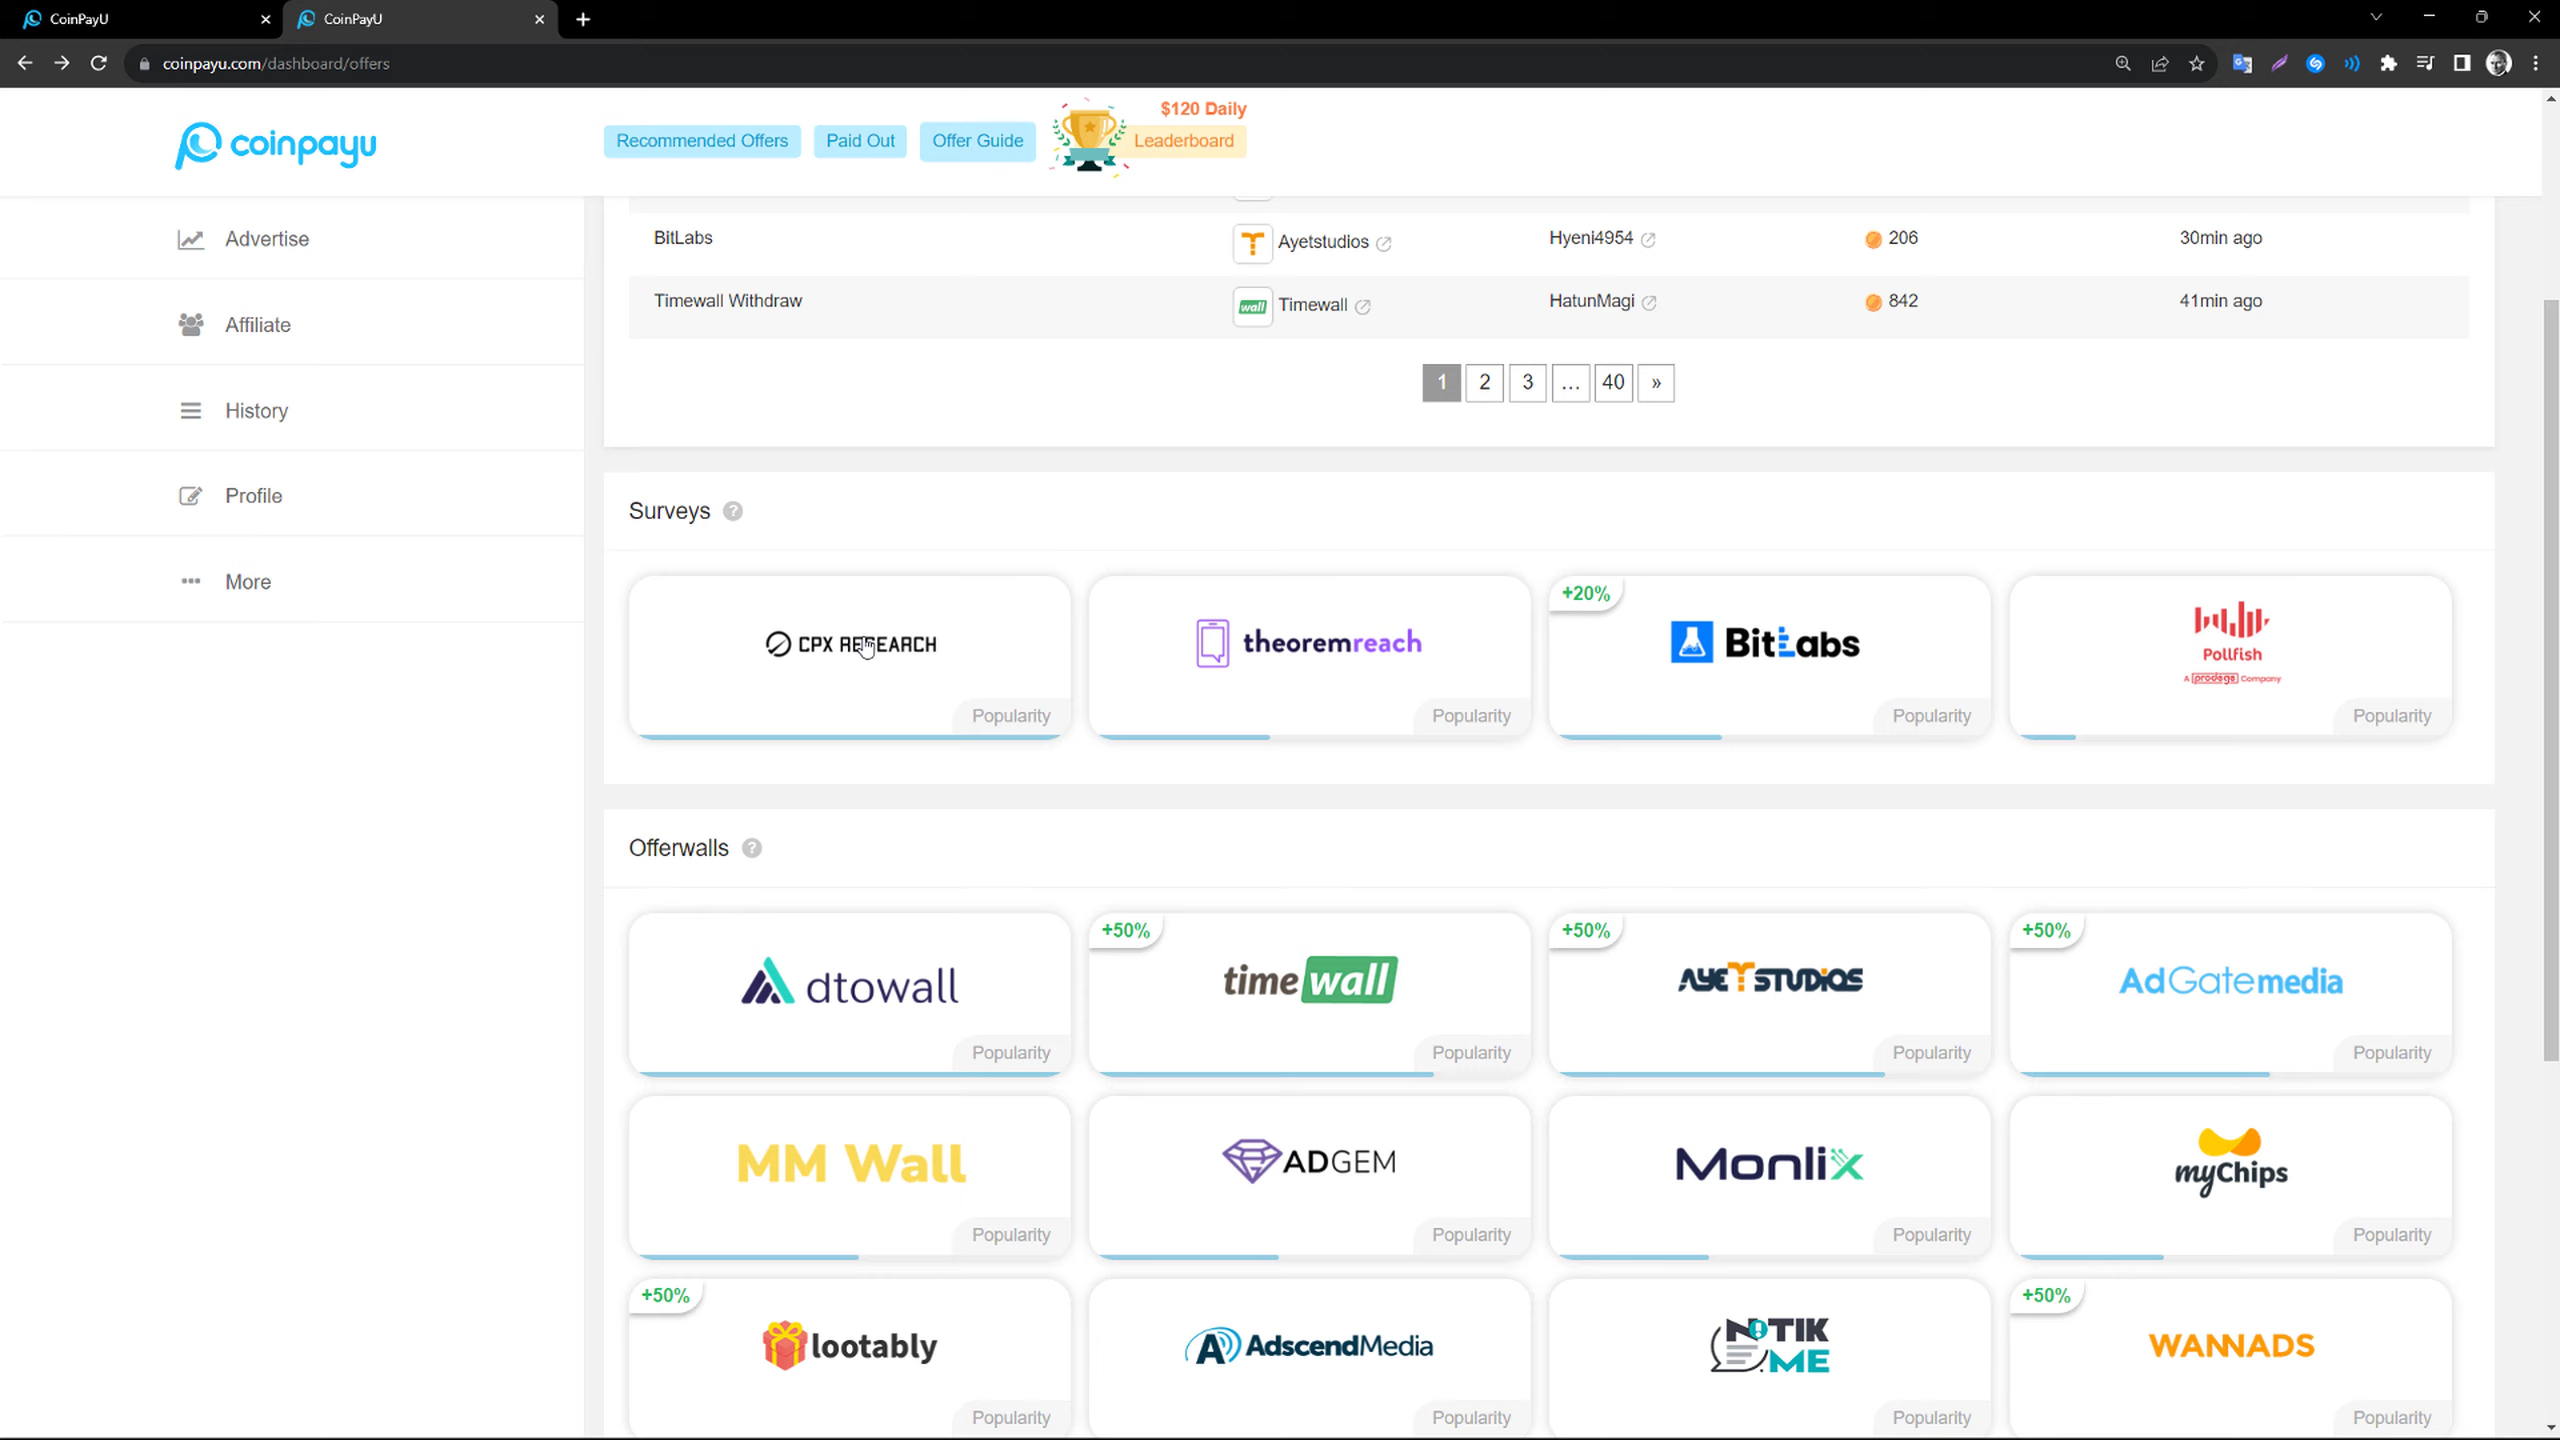 CoinPayU
CoinPayU
coinpayu.com/dashboard/offers
coinpayu
Recommended Offers
Paid Out
Offer Guide
$120 Daily
Leaderboard
Advertise
Affiliate
History
Profile
More
BitLabs Ayetstudios Hyeni4954 206 30min ago
Timewall Withdraw wall Timewall HatunMagi 842 41min ago
1 2 3 ... 40 »
Surveys ?
CPX RESEARCH
Popularity
theoremreach
Popularity
+20%
BitLabs
Popularity
Pollfish
A prodege Company
Popularity
Offerwalls ?
dtowall
Popularity
+50%
timewall
Popularity
+50%
AYET STUDIOS
Popularity
+50%
AdGatemedia
Popularity
MM Wall
Popularity
ADGEM
Popularity
Monlix
Popularity
myChips
Popularity
+50%
lootably
Popularity
AdscendMedia
Popularity
NOTIK
ME
Popularity
+50%
WANNADS
Popularity